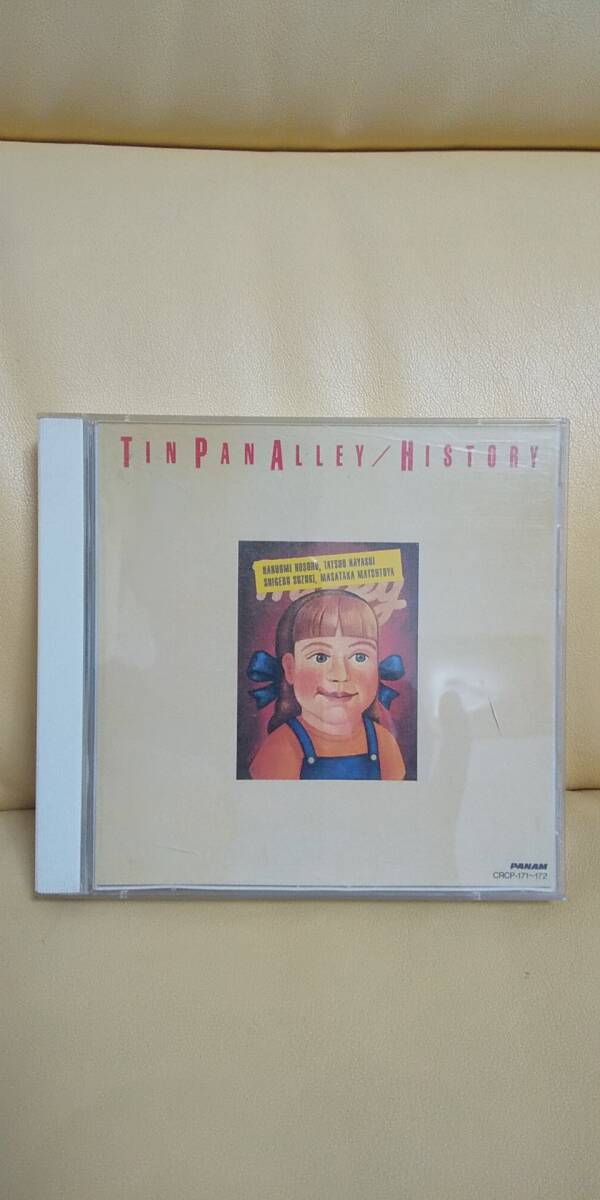 TIN PAN ALLEY / HISTORY
HARUOMI HOSONO, TATSUO HAYASHI
SHIGERU SUZUKI, MASATAKA MATSUTOYA
PANAM
CRCP-171~172